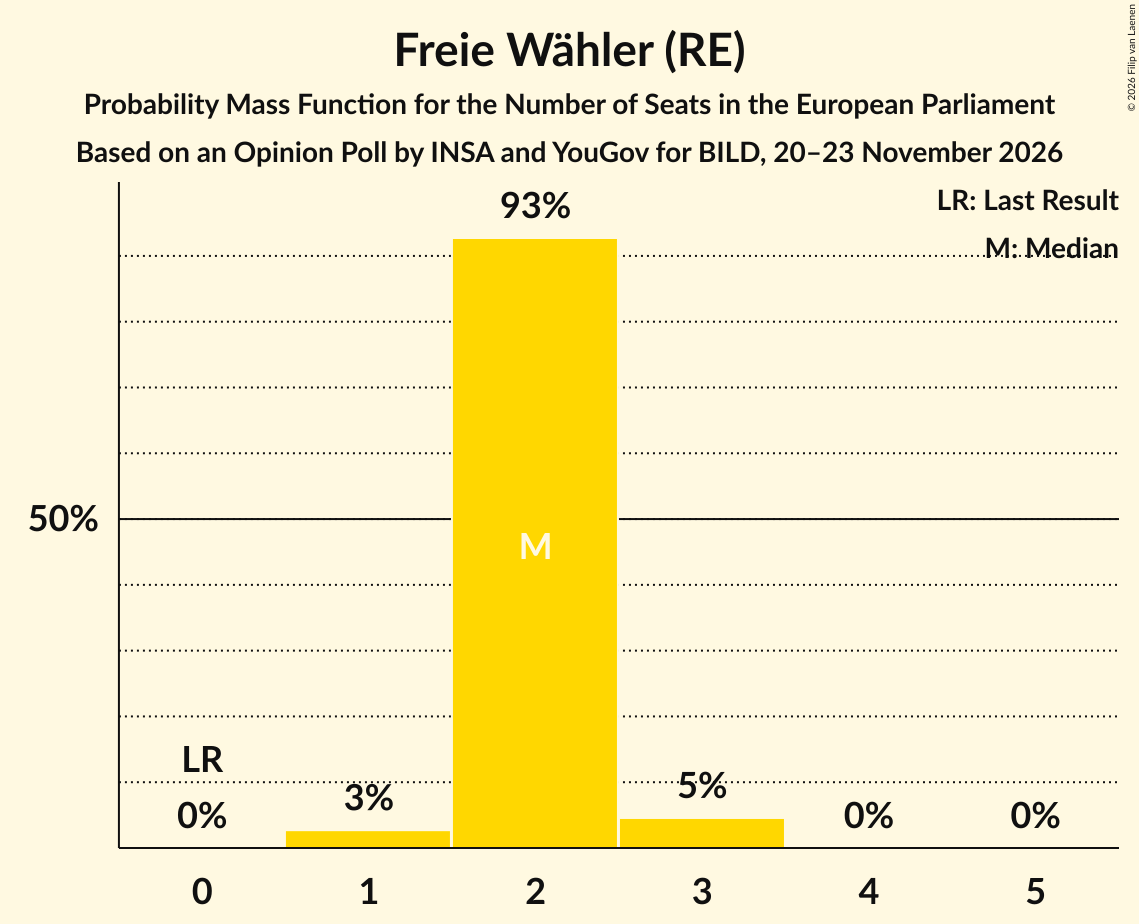 Freie Wähler (RE)
Probability Mass Function for the Number of Seats in the European Parliament
Based on an Opinion Poll by INSA and YouGov for BILD, 20–23 November 2026
© 2026 Filip van Laenen
LR: Last Result
M: Median
93%
50%
M
LR
0%
3%
5%
0%
0%
0
1
2
3
4
5